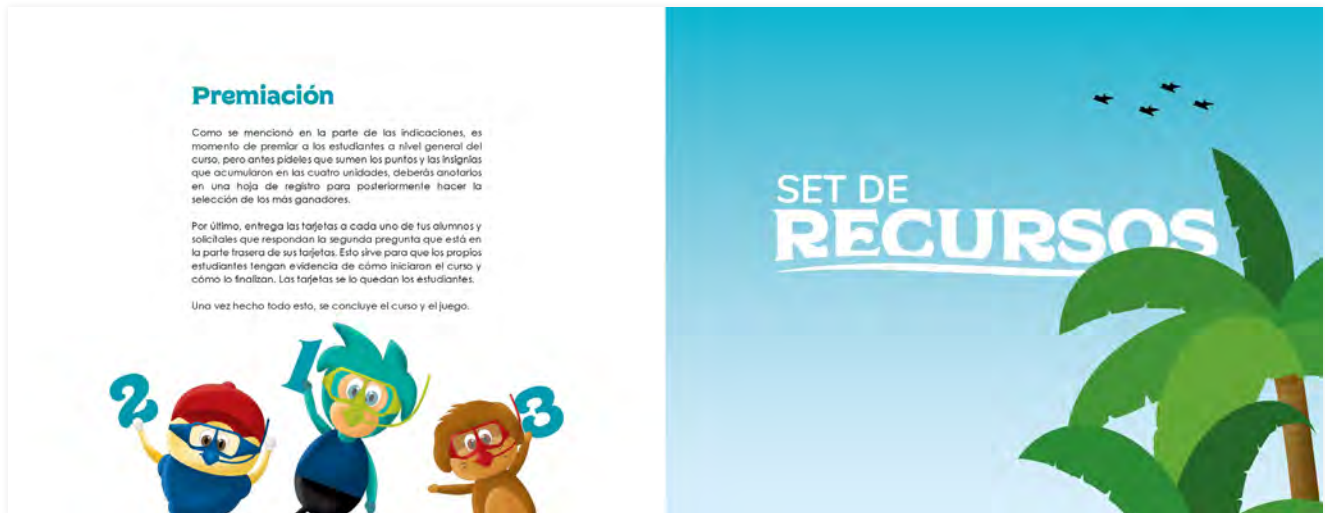 Premiación
Como se mencionó en la parte de las indicaciones, es
momento de premiar a los estudiantes a nivel general del
curso, pero antes pídeles que sumen los puntos y las insignias
que acumularon en las cuatro unidades, deberás anotarlos
en una hoja de registro para posteriormente hacer la
selección de los más ganadores.
Por último, entrega las tarjetas a cada uno de tus alumnos y
solicítales que respondan la segunda pregunta que está en
la parte trasera de sus tarjetas. Esto sirve para que los propios
estudiantes tengan evidencia de cómo iniciaron el curso y
cómo lo finalizan. Las tarjetas se lo quedan los estudiantes.
Una vez hecho todo esto, se concluye el curso y el juego.
2
1
3
SET DE
RECURSOS